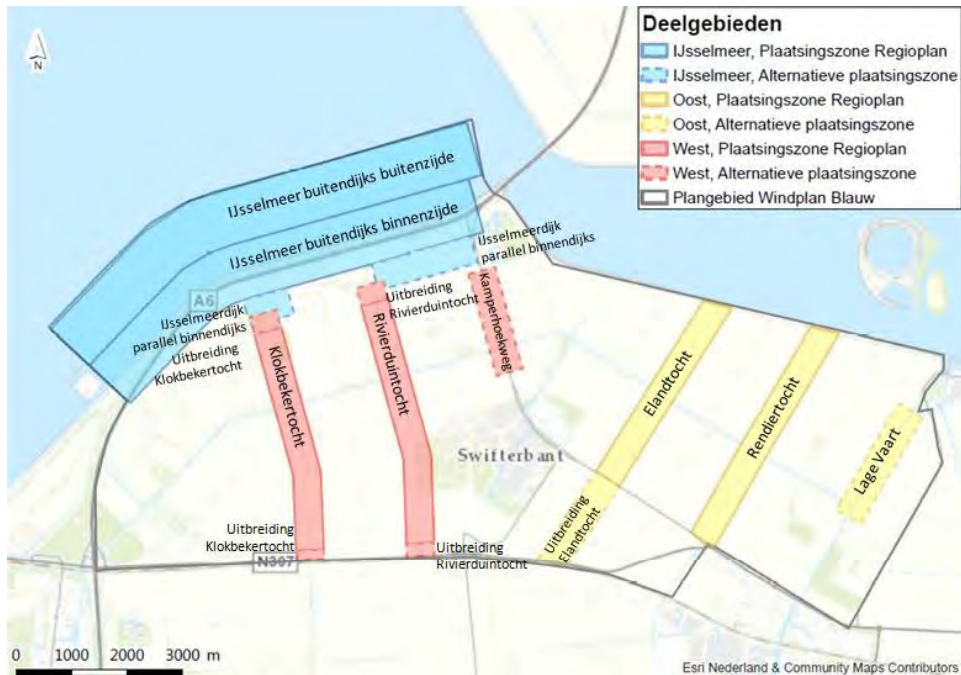 Deelgebieden
IJsselmeer, Plaatsingszone Regioplan
IJsselmeer, Alternatieve plaatsingszone
Oost, Plaatsingszone Regioplan
Oost, Alternatieve plaatsingszone
West, Plaatsingszone Regioplan
West, Alternatieve plaatsingszone
Plangebied Windplan Blauw
N
IJsselmeer buitendijks buitenzijde
IJsselmeer buitendijks binnenzijde
IJsselmeerdijk
parallel binnendijks
A6
Uitbreiding
Rivierduintocht
IJsselmeerdijk
parallel binnendijks
Uitbreiding
Klokbekertocht
Kamperhoekweg
Klokbekertocht
Rivierduintocht
Elandtocht
Rendiertocht
Lage Vaart
Swifterbant
Uitbreiding
Elandtocht
Uitbreiding
Klokbekertocht
Uitbreiding
Rivierduintocht
N307
0 1000 2000 3000 m
Esri Nederland & Community Maps Contributors